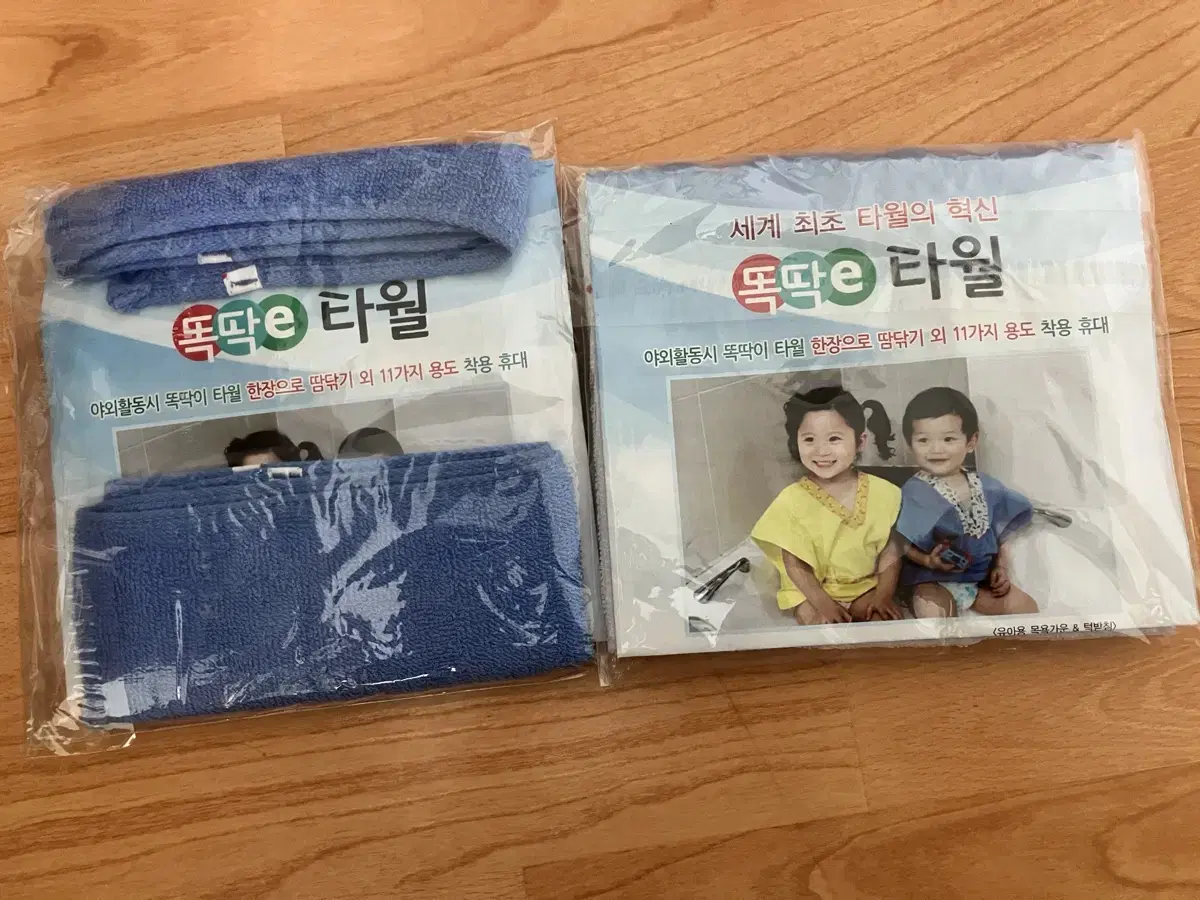 똑딱e 타월
야외활동시 똑딱이 타월 한장으로 땀닦기 외 11가지 용도 착용 휴대
세계 최초 타월의 혁신
똑딱e 타월
야외활동시 똑딱이 타월 한장으로 땀닦기 외 11가지 용도 착용 휴대
<유아용 목욕가운 & 턱받침>